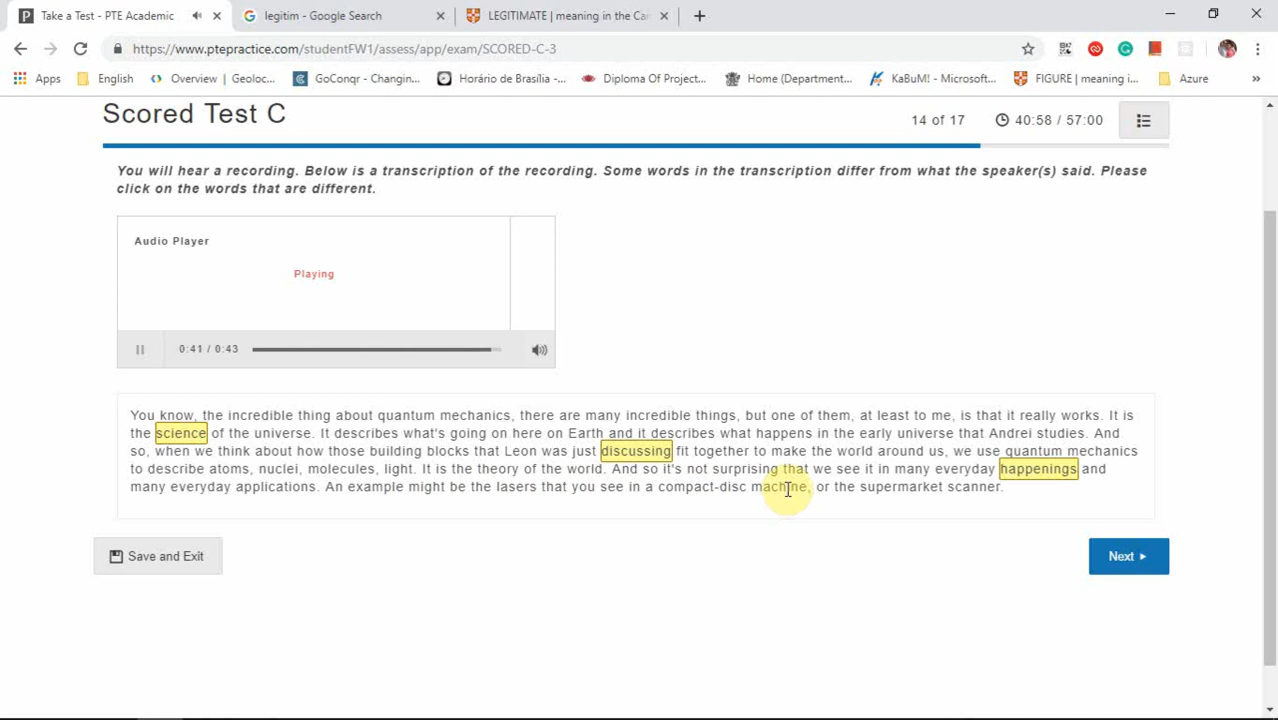 Take a Test - PTE Academic
legitim - Google Search
LEGITIMATE | meaning in the Ca
https://www.ptepractice.com/studentFW1/assess/app/exam/SCORED-C-3
Apps
English
Overview | Geoloc...
GoConqr - Changin...
Horário de Brasília -...
Diploma Of Project...
Home (Department...
KaBuM! - Microsoft...
FIGURE | meaning i...
Azure
Scored Test C
14 of 17
40:58 / 57:00
You will hear a recording. Below is a transcription of the recording. Some words in the transcription differ from what the speaker(s) said. Please
click on the words that are different.
Audio Player
Playing
0:41 / 0:43
You know, the incredible thing about quantum mechanics, there are many incredible things, but one of them, at least to me, is that it really works. It is
the science of the universe. It describes what's going on here on Earth and it describes what happens in the early universe that Andrei studies. And
so, when we think about how those building blocks that Leon was just discussing fit together to make the world around us, we use quantum mechanics
to describe atoms, nuclei, molecules, light. It is the theory of the world. And so it's not surprising that we see it in many everyday happenings and
many everyday applications. An example might be the lasers that you see in a compact-disc machine, or the supermarket scanner.
Save and Exit
Next